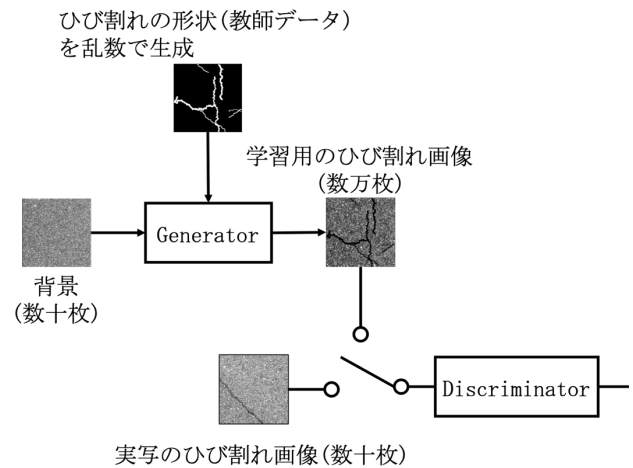 ひび割れの形状(教師データ)
を乱数で生成
学習用のひび割れ画像
(数万枚)
Generator
背景
(数十枚)
Discriminator
実写のひび割れ画像(数十枚)